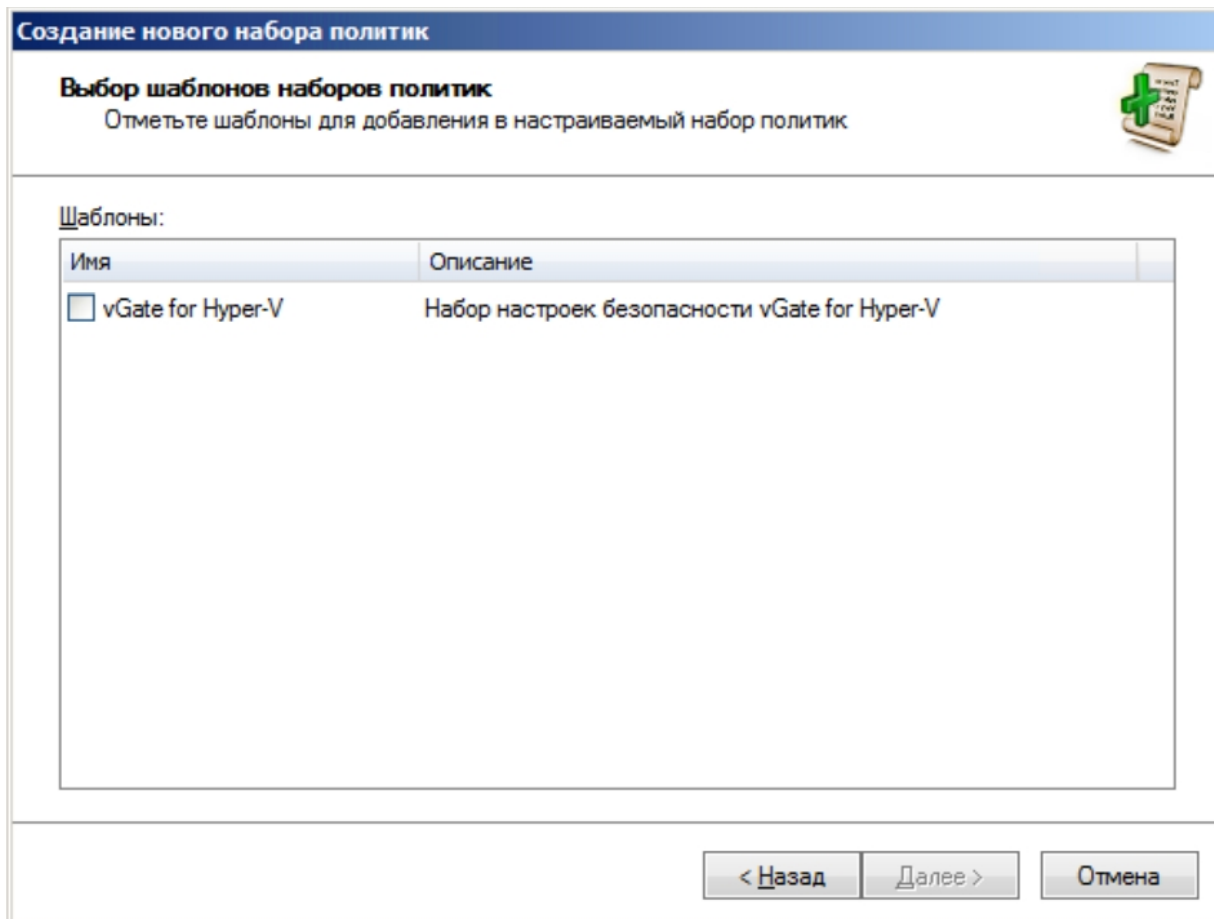 Создание нового набора политик
Выбор шаблонов наборов политик
Отметьте шаблоны для добавления в настраиваемый набор политик
Шаблоны:
Имя Описание
vGate for Hyper-V Набор настроек безопасности vGate for Hyper-V
< Назад Далее > Отмена